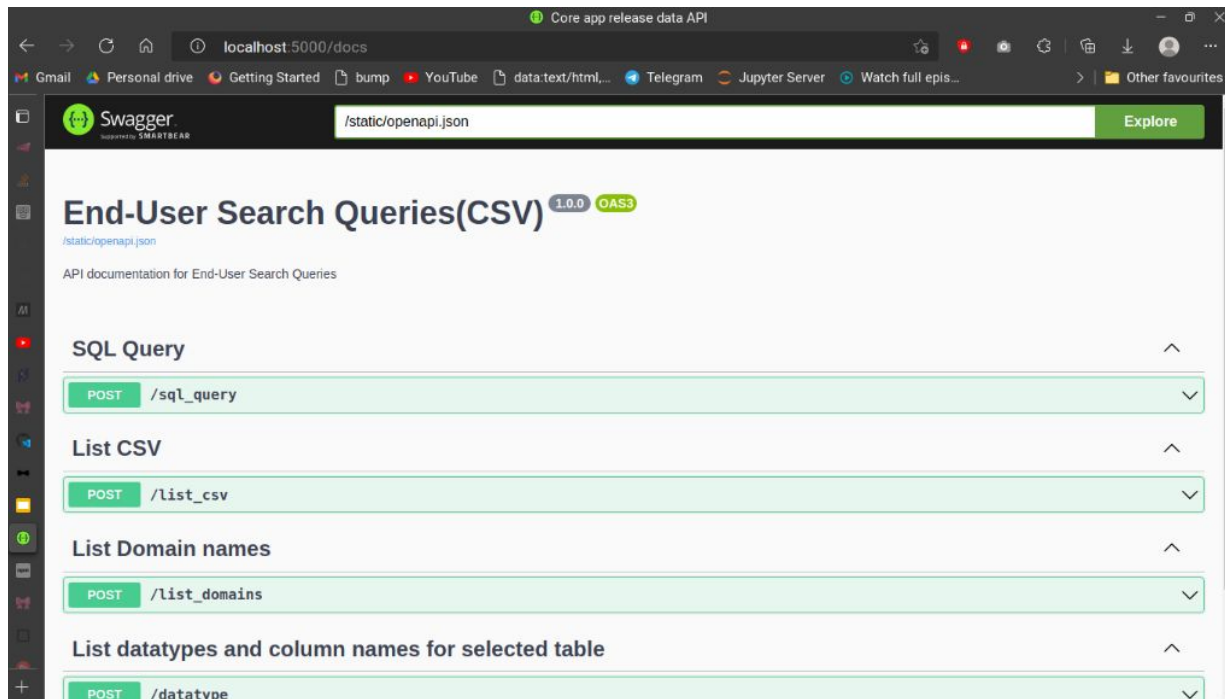 Core app release data API
localhost:5000/docs
Gmail Personal drive Getting Started bump YouTube data:text/html,... Telegram Jupyter Server Watch full epis... Other favourites
Swagger.
Supported by SMARTBEAR
/static/openapi.json
Explore
End-User Search Queries(CSV) 1.0.0 OAS3
/static/openapi.json
API documentation for End-User Search Queries
SQL Query
POST /sql_query
List CSV
POST /list_csv
List Domain names
POST /list_domains
List datatypes and column names for selected table
POST /datatype